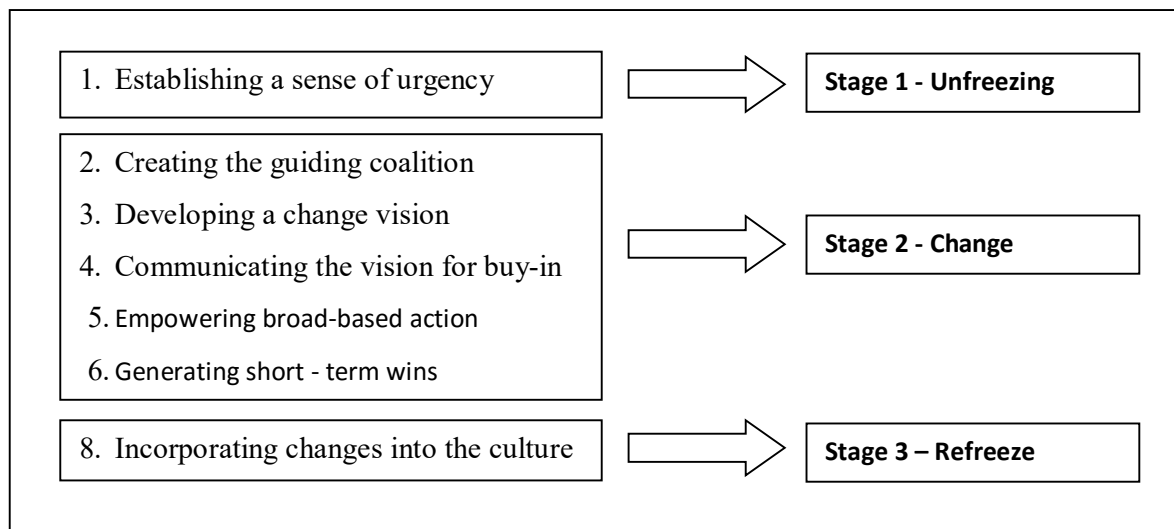 1. Establishing a sense of urgency
Stage 1 - Unfreezing
2. Creating the guiding coalition
3. Developing a change vision
4. Communicating the vision for buy-in
5. Empowering broad-based action
6. Generating short - term wins
Stage 2 - Change
8. Incorporating changes into the culture
Stage 3 – Refreeze